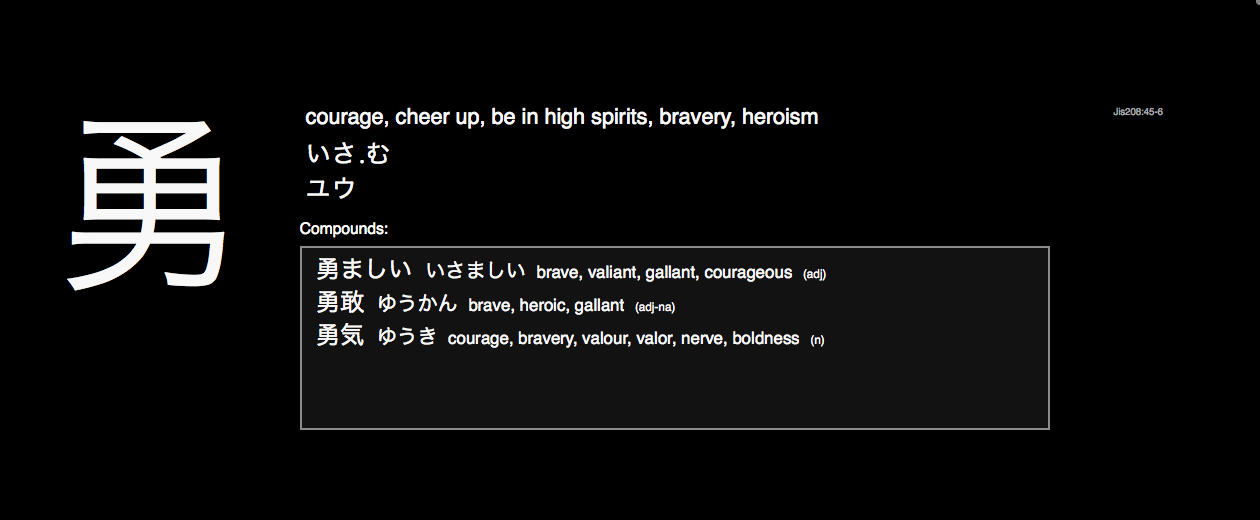 勇
courage, cheer up, be in high spirits, bravery, heroism
Jis208:45-6
いさ.む
ユウ
Compounds:
勇ましい いさましい brave, valiant, gallant, courageous (adj)
勇敢 ゆうかん brave, heroic, gallant (adj-na)
勇気 ゆうき courage, bravery, valour, valor, nerve, boldness (n)